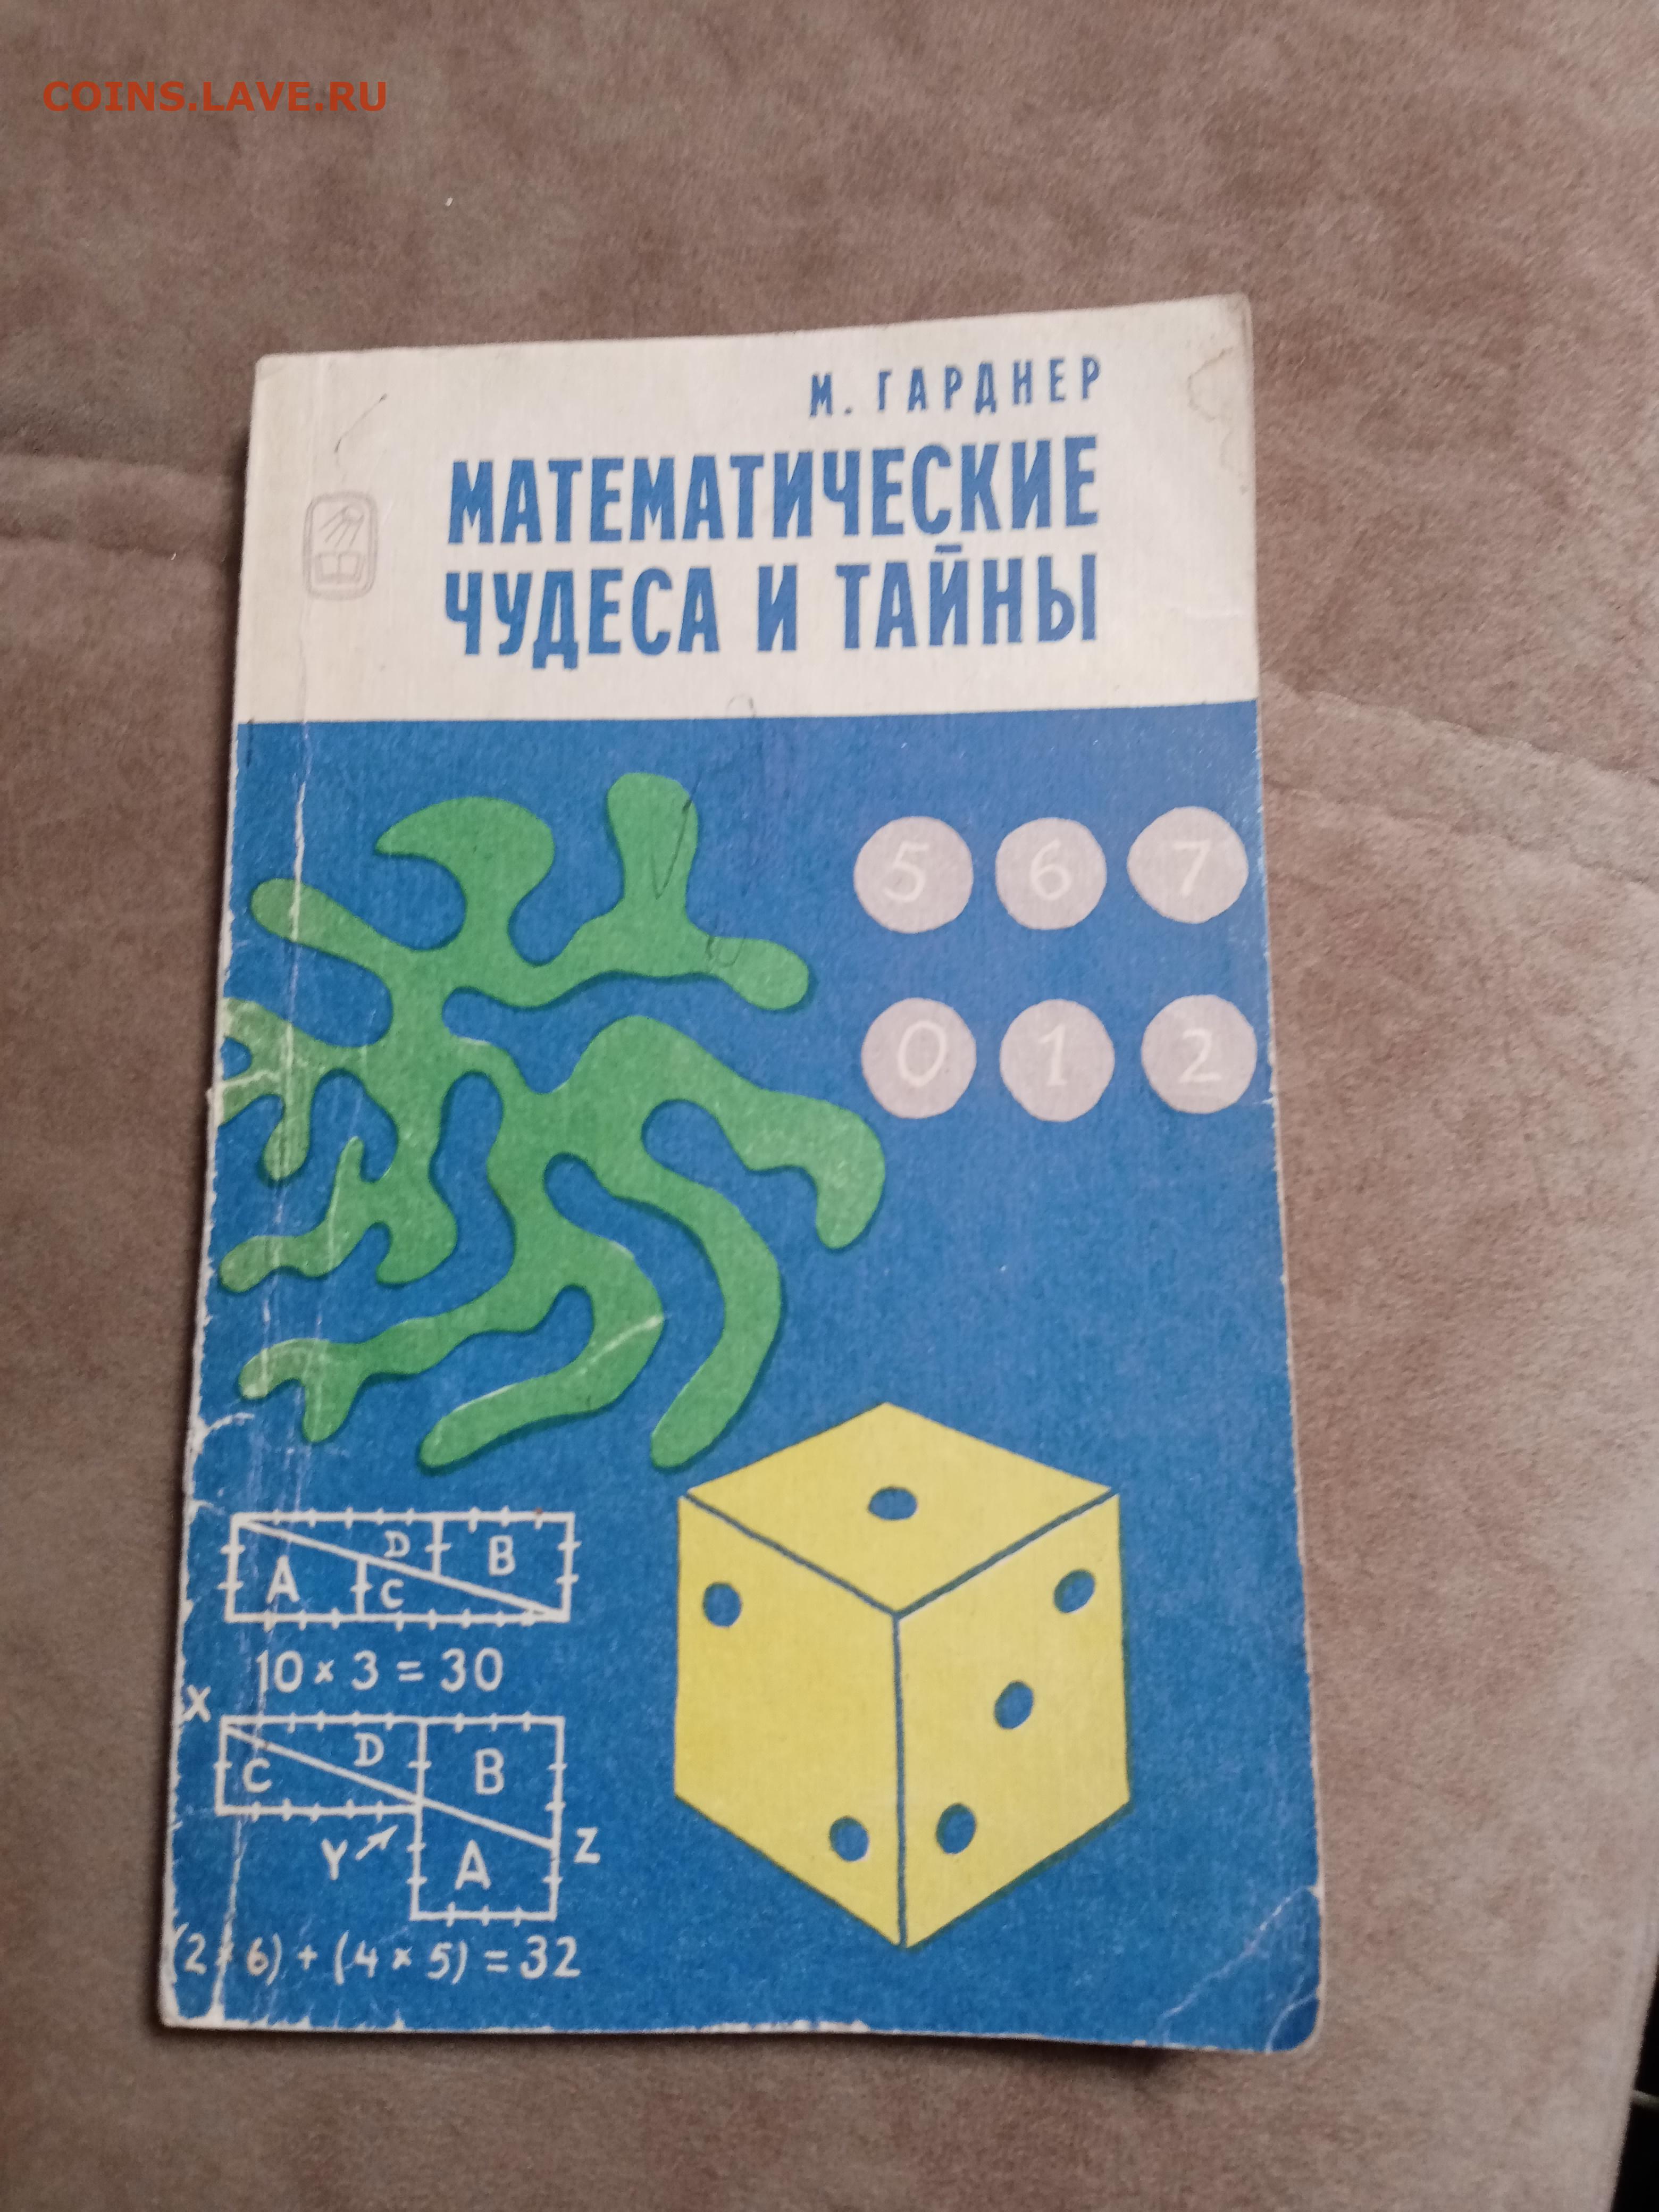 COINS.LAVE.RU
М. ГАРДНЕР
МАТЕМАТИЧЕСКИЕ
ЧУДЕСА И ТАЙНЫ
5 6 7
0 1 2
A D C B
10 × 3 = 30
X
C D B
Y A Z
(2 × 6) + (4 × 5) = 32